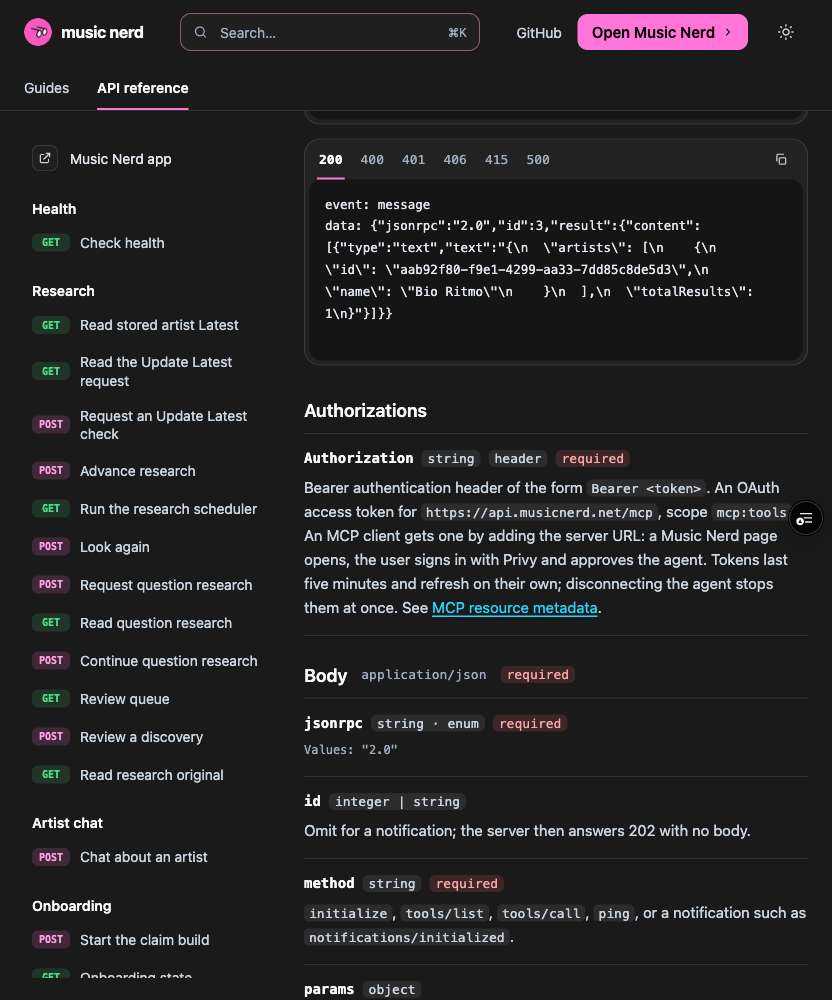 music nerd
Search...
⌘K
GitHub
Open Music Nerd
Guides
API reference
Music Nerd app
Health
GET Check health
Research
GET Read stored artist Latest
GET Read the Update Latest
request
POST Request an Update Latest
check
POST Advance research
GET Run the research scheduler
POST Look again
POST Request question research
GET Read question research
POST Continue question research
GET Review queue
POST Review a discovery
GET Read research original
Artist chat
POST Chat about an artist
Onboarding
POST Start the claim build
GET Onboarding state
200 400 401 406 415 500
event: message
data: {"jsonrpc":"2.0","id":3,"result":{"content":
[{"type":"text","text":"{\n  \"artists\": [\n    {\n
\"id\": \"aab92f80-f9e1-4299-aa33-7dd85c8de5d3\",\n
\"name\": \"Bio Ritmo\"\n    }\n  ],\n  \"totalResults\":
1\n}"}]}}
Authorizations
Authorization string header required
Bearer authentication header of the form Bearer <token>. An OAuth
access token for https://api.musicnerd.net/mcp, scope mcp:tools
An MCP client gets one by adding the server URL: a Music Nerd page
opens, the user signs in with Privy and approves the agent. Tokens last
five minutes and refresh on their own; disconnecting the agent stops
them at once. See MCP resource metadata.
Body application/json required
jsonrpc string · enum required
Values: "2.0"
id integer | string
Omit for a notification; the server then answers 202 with no body.
method string required
initialize, tools/list, tools/call, ping, or a notification such as
notifications/initialized.
params object